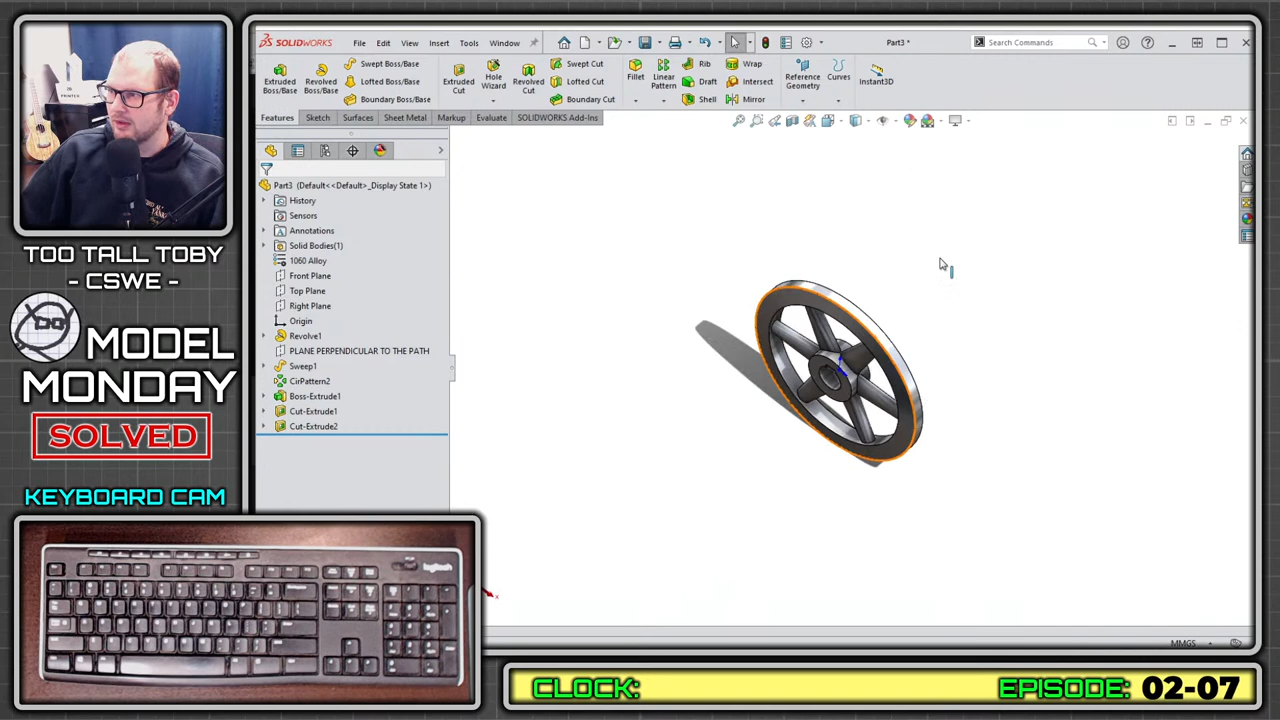 SOLIDWORKS
File
Edit
View
Insert
Tools
Window
Part3 *
Search Commands
Extruded Boss/Base
Revolved Boss/Base
Swept Boss/Base
Lofted Boss/Base
Boundary Boss/Base
Extruded Cut
Hole Wizard
Revolved Cut
Swept Cut
Lofted Cut
Boundary Cut
Fillet
Linear Pattern
Rib
Draft
Shell
Wrap
Intersect
Mirror
Reference Geometry
Curves
Instant3D
Features
Sketch
Surfaces
Sheet Metal
Markup
Evaluate
SOLIDWORKS Add-Ins
Part3 (Default<<Default>_Display State 1>)
History
Sensors
Annotations
Solid Bodies(1)
1060 Alloy
Front Plane
Top Plane
Right Plane
Origin
Revolve1
PLANE PERPENDICULAR TO THE PATH
Sweep1
CirPattern2
Boss-Extrude1
Cut-Extrude1
Cut-Extrude2
TOO TALL TOBY
- CSWE -
MODEL
MONDAY
SOLVED
KEYBOARD CAM
logitech
x
MMGS
CLOCK:
EPISODE: 02-07